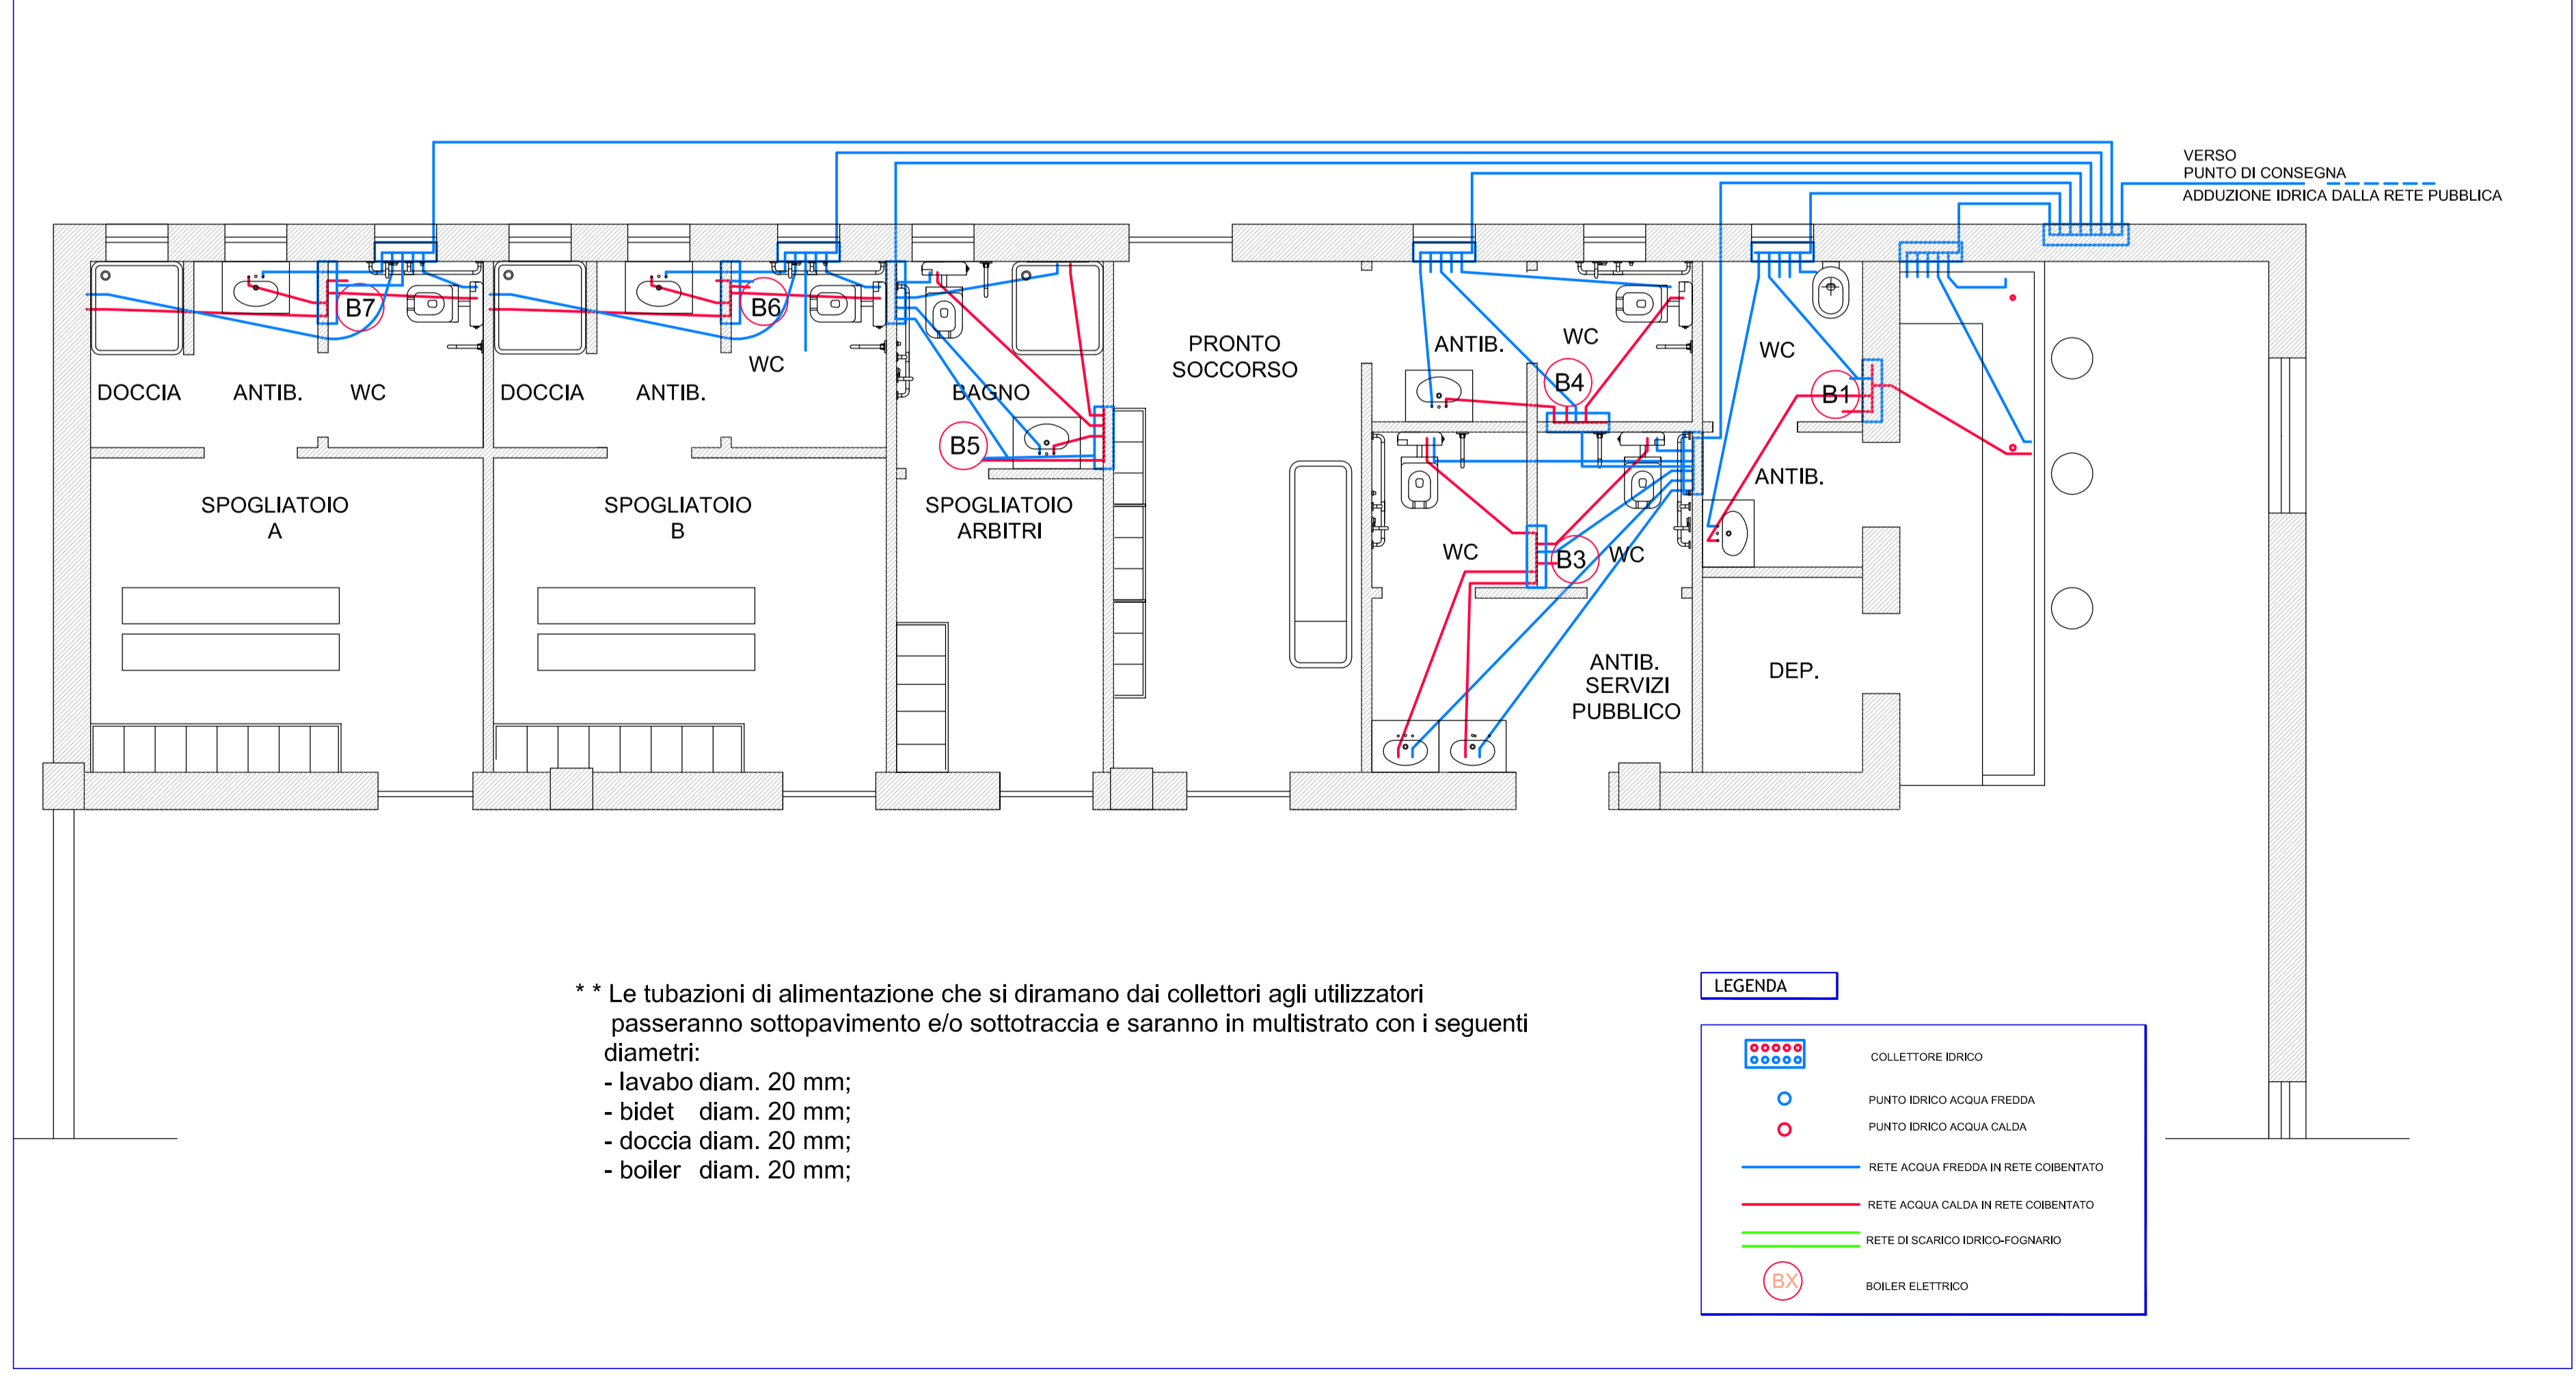 VERSO
PUNTO DI CONSEGNA
ADDUZIONE IDRICA DALLA RETE PUBBLICA
B7
B6
B5
B4
B3
B1
DOCCIA
ANTIB.
WC
DOCCIA
ANTIB.
WC
BAGNO
PRONTO
SOCCORSO
ANTIB.
WC
WC
ANTIB.
SPOGLIATOIO
A
SPOGLIATOIO
B
SPOGLIATOIO
ARBITRI
WC
WC
ANTIB.
SERVIZI
PUBBLICO
DEP.
* * Le tubazioni di alimentazione che si diramano dai collettori agli utilizzatori
passeranno sottopavimento e/o sottotraccia e saranno in multistrato con i seguenti
diametri:
- lavabo diam. 20 mm;
- bidet diam. 20 mm;
- doccia diam. 20 mm;
- boiler diam. 20 mm;
LEGENDA
COLLETTORE IDRICO
PUNTO IDRICO ACQUA FREDDA
PUNTO IDRICO ACQUA CALDA
RETE ACQUA FREDDA IN RETE COIBENTATO
RETE ACQUA CALDA IN RETE COIBENTATO
RETE DI SCARICO IDRICO-FOGNARIO
BX
BOILER ELETTRICO